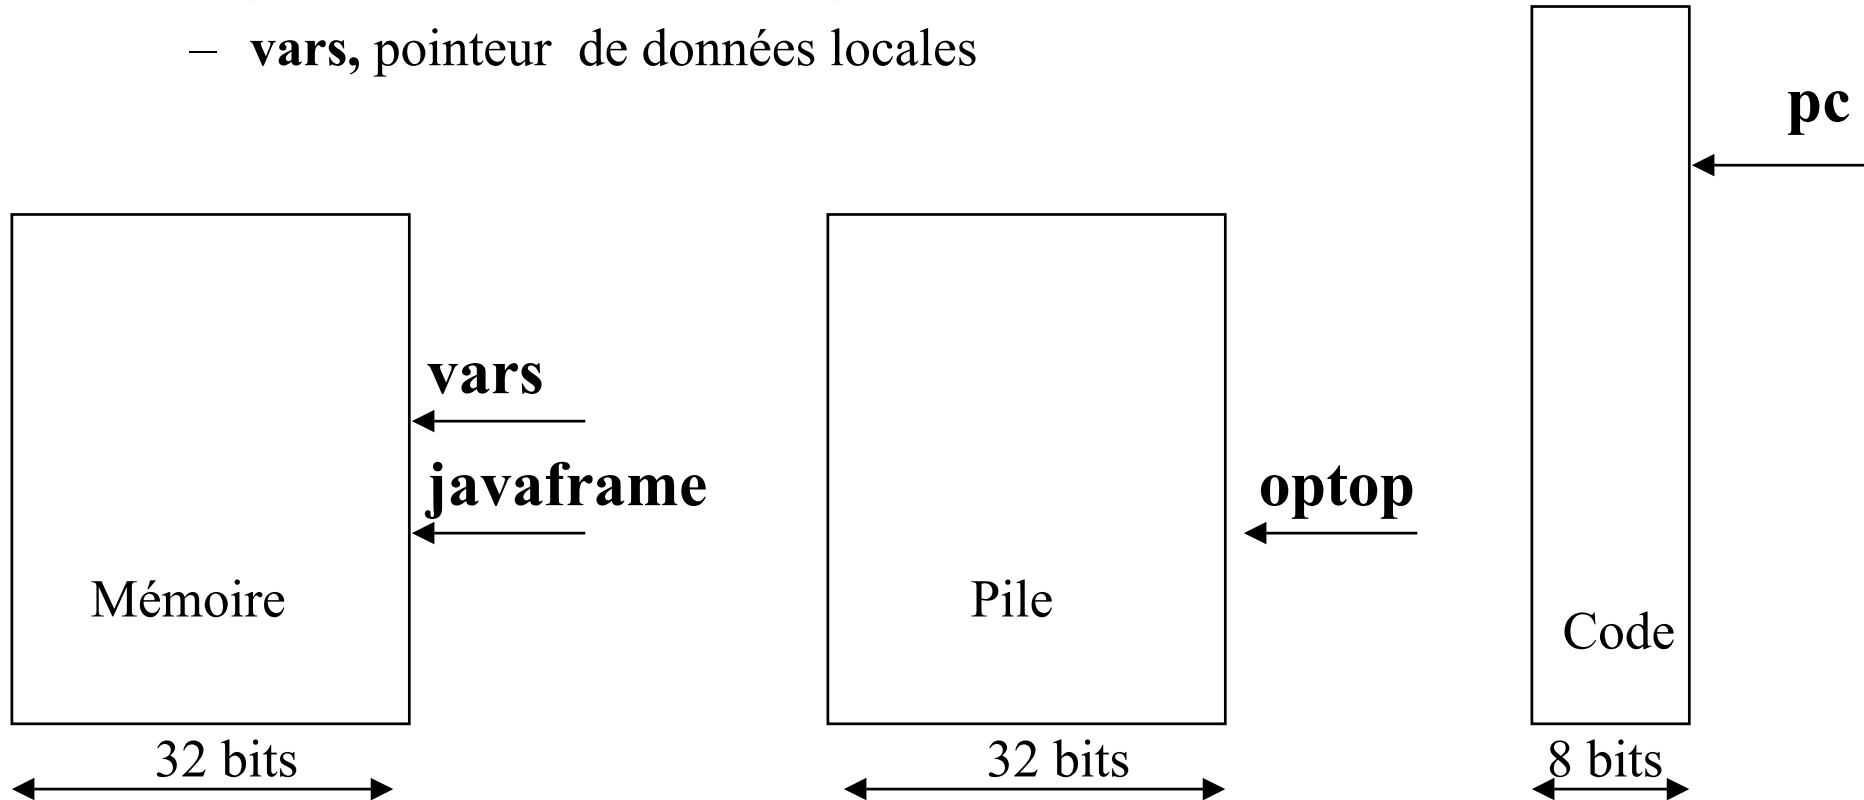 – vars, pointeur de données locales
pc
vars
javaframe
optop
Mémoire
Pile
Code
32 bits
32 bits
8 bits